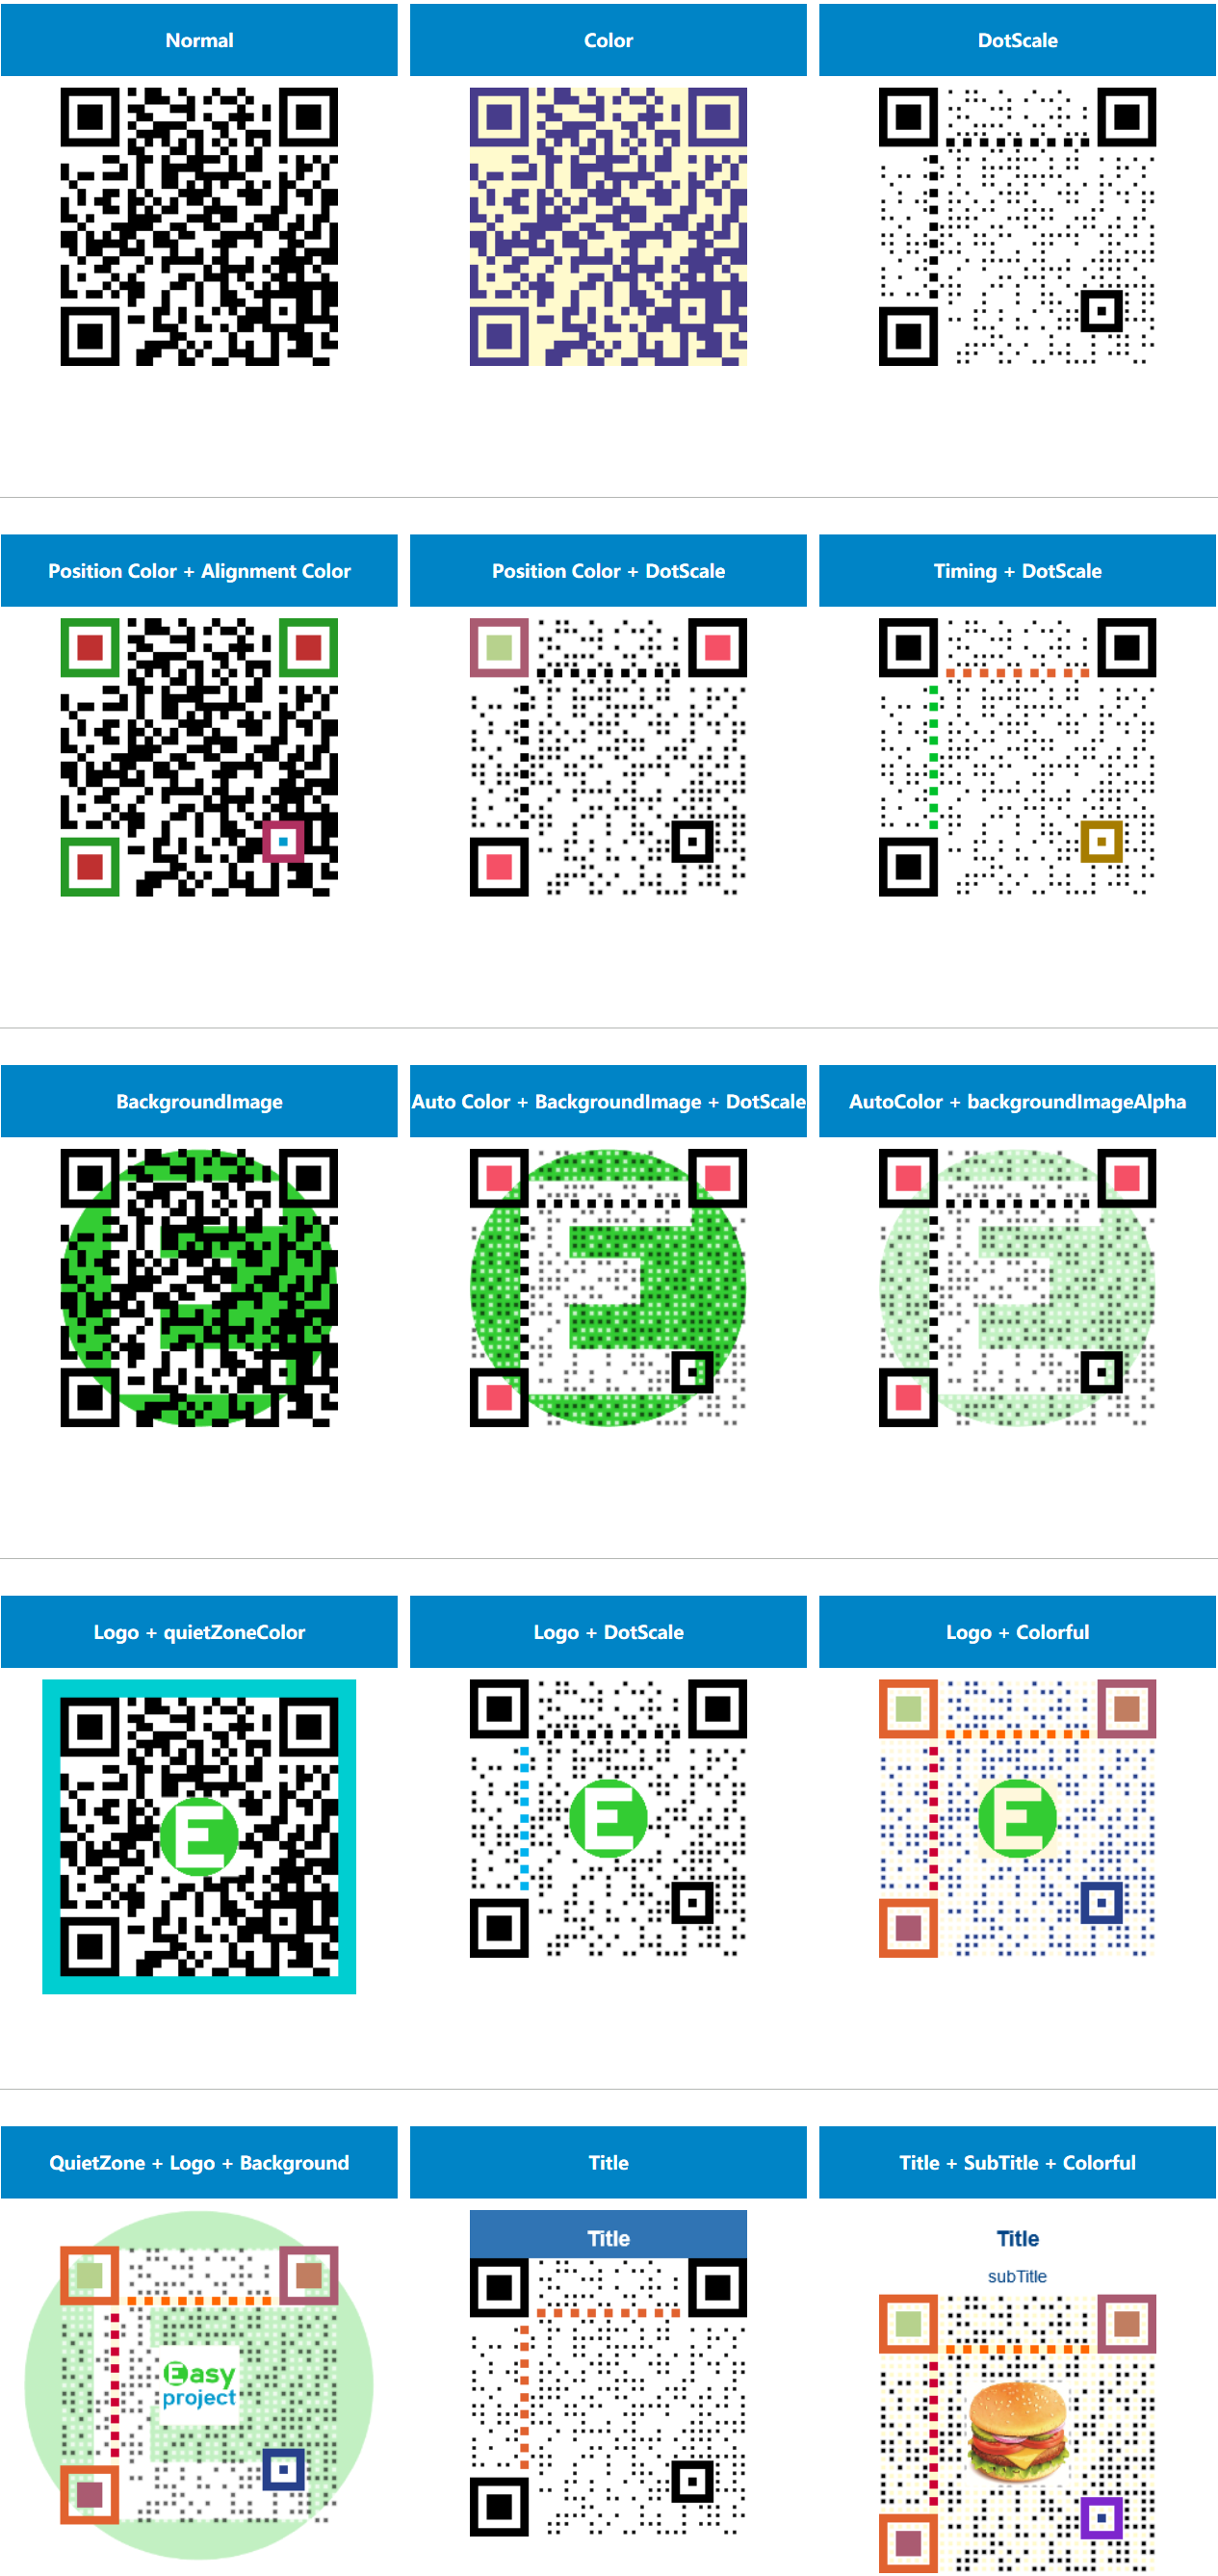 Normal
Color
DotScale
Position Color + Alignment Color
Position Color + DotScale
Timing + DotScale
BackgroundImage
Auto Color + BackgroundImage + DotScale
AutoColor + backgroundImageAlpha
E
E
E
Logo + quietZoneColor
Logo + DotScale
Logo + Colorful
E
E
E
QuietZone + Logo + Background
Title
Title + SubTitle + Colorful
Title
Title
subTitle
Easy
project